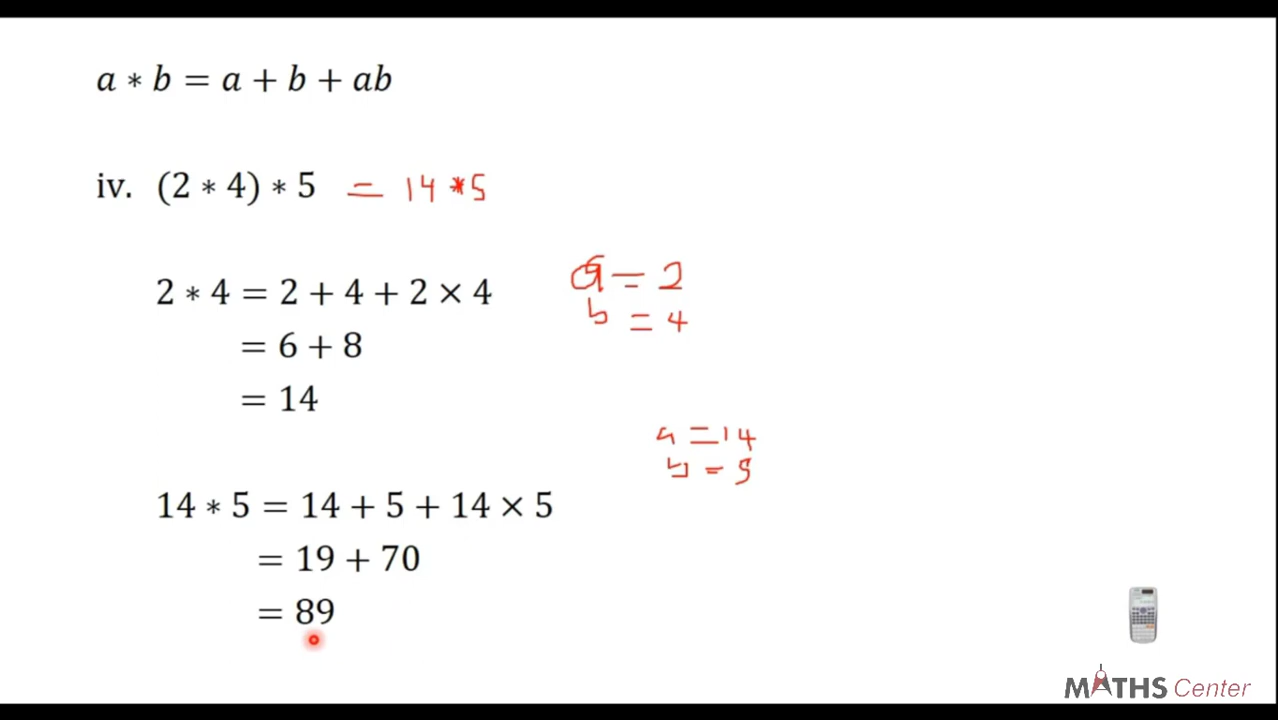 a ∗ b = a + b + ab
iv. (2 ∗ 4) ∗ 5 = 14 * 5
2 ∗ 4 = 2 + 4 + 2 × 4
a = 2
b = 4
= 6 + 8
= 14
a = 14
b = 5
14 ∗ 5 = 14 + 5 + 14 × 5
= 19 + 70
= 89
MATHS Center